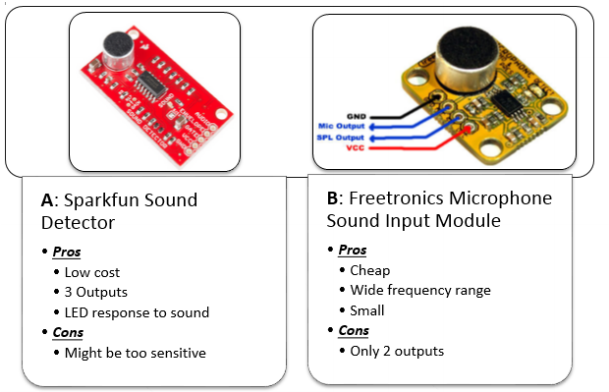 SOUND DETECTOR
GND
Mic Output
SPL Output
VCC
A: Sparkfun Sound
Detector
• Pros
• Low cost
• 3 Outputs
• LED response to sound
• Cons
• Might be too sensitive
B: Freetronics Microphone
Sound Input Module
• Pros
• Cheap
• Wide frequency range
• Small
• Cons
• Only 2 outputs